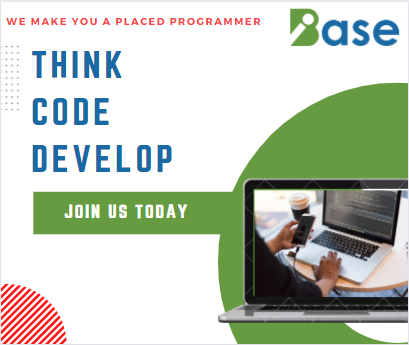 WE MAKE YOU A PLACED PROGRAMMER
Base
THINK
CODE
DEVELOP
JOIN US TODAY